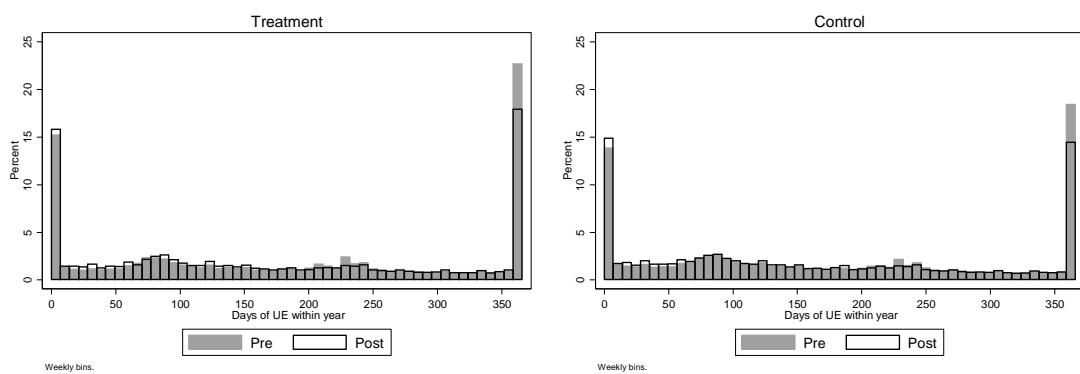 Treatment
Percent
25
20
15
10
5
0
0 50 100 150 200 250 300 350
Days of UE within year
Pre Post
Weekly bins.
Control
Percent
25
20
15
10
5
0
0 50 100 150 200 250 300 350
Days of UE within year
Pre Post
Weekly bins.